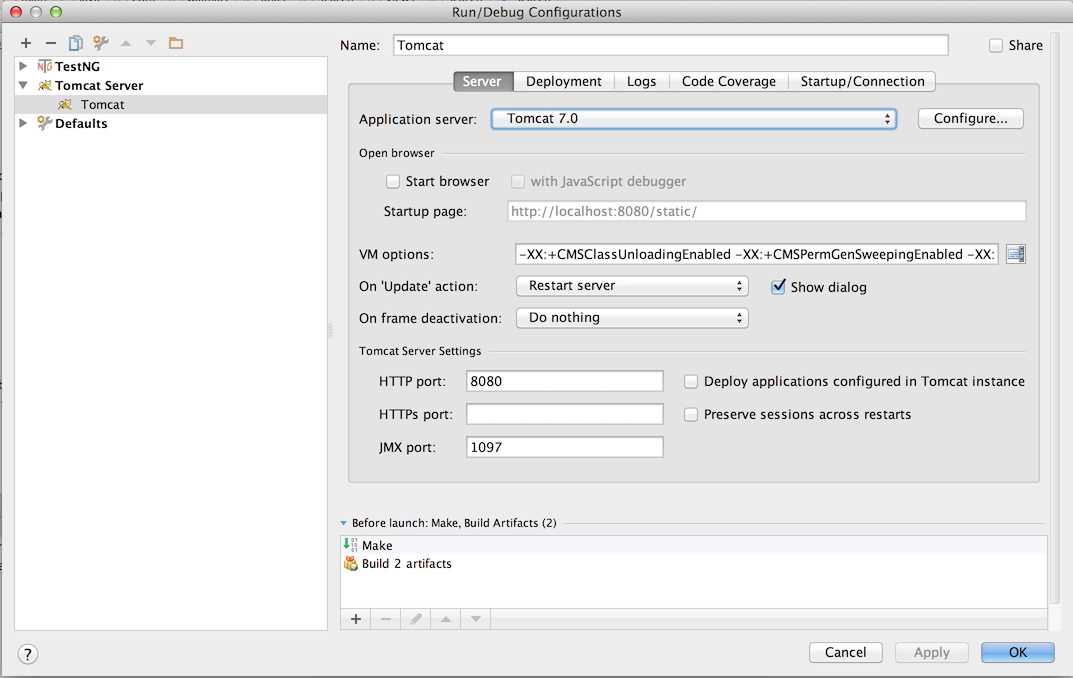 Run/Debug Configurations
Name: Tomcat Share
TestNG
Tomcat Server
Tomcat
Defaults
Server Deployment Logs Code Coverage Startup/Connection
Application server: Tomcat 7.0 Configure...
Open browser
Start browser with JavaScript debugger
Startup page: http://localhost:8080/static/
VM options: -XX:+CMSClassUnloadingEnabled -XX:+CMSPermGenSweepingEnabled -XX:
On 'Update' action: Restart server Show dialog
On frame deactivation: Do nothing
Tomcat Server Settings
HTTP port: 8080 Deploy applications configured in Tomcat instance
HTTPs port: Preserve sessions across restarts
JMX port: 1097
Before launch: Make, Build Artifacts (2)
Make
Build 2 artifacts
? Cancel Apply OK